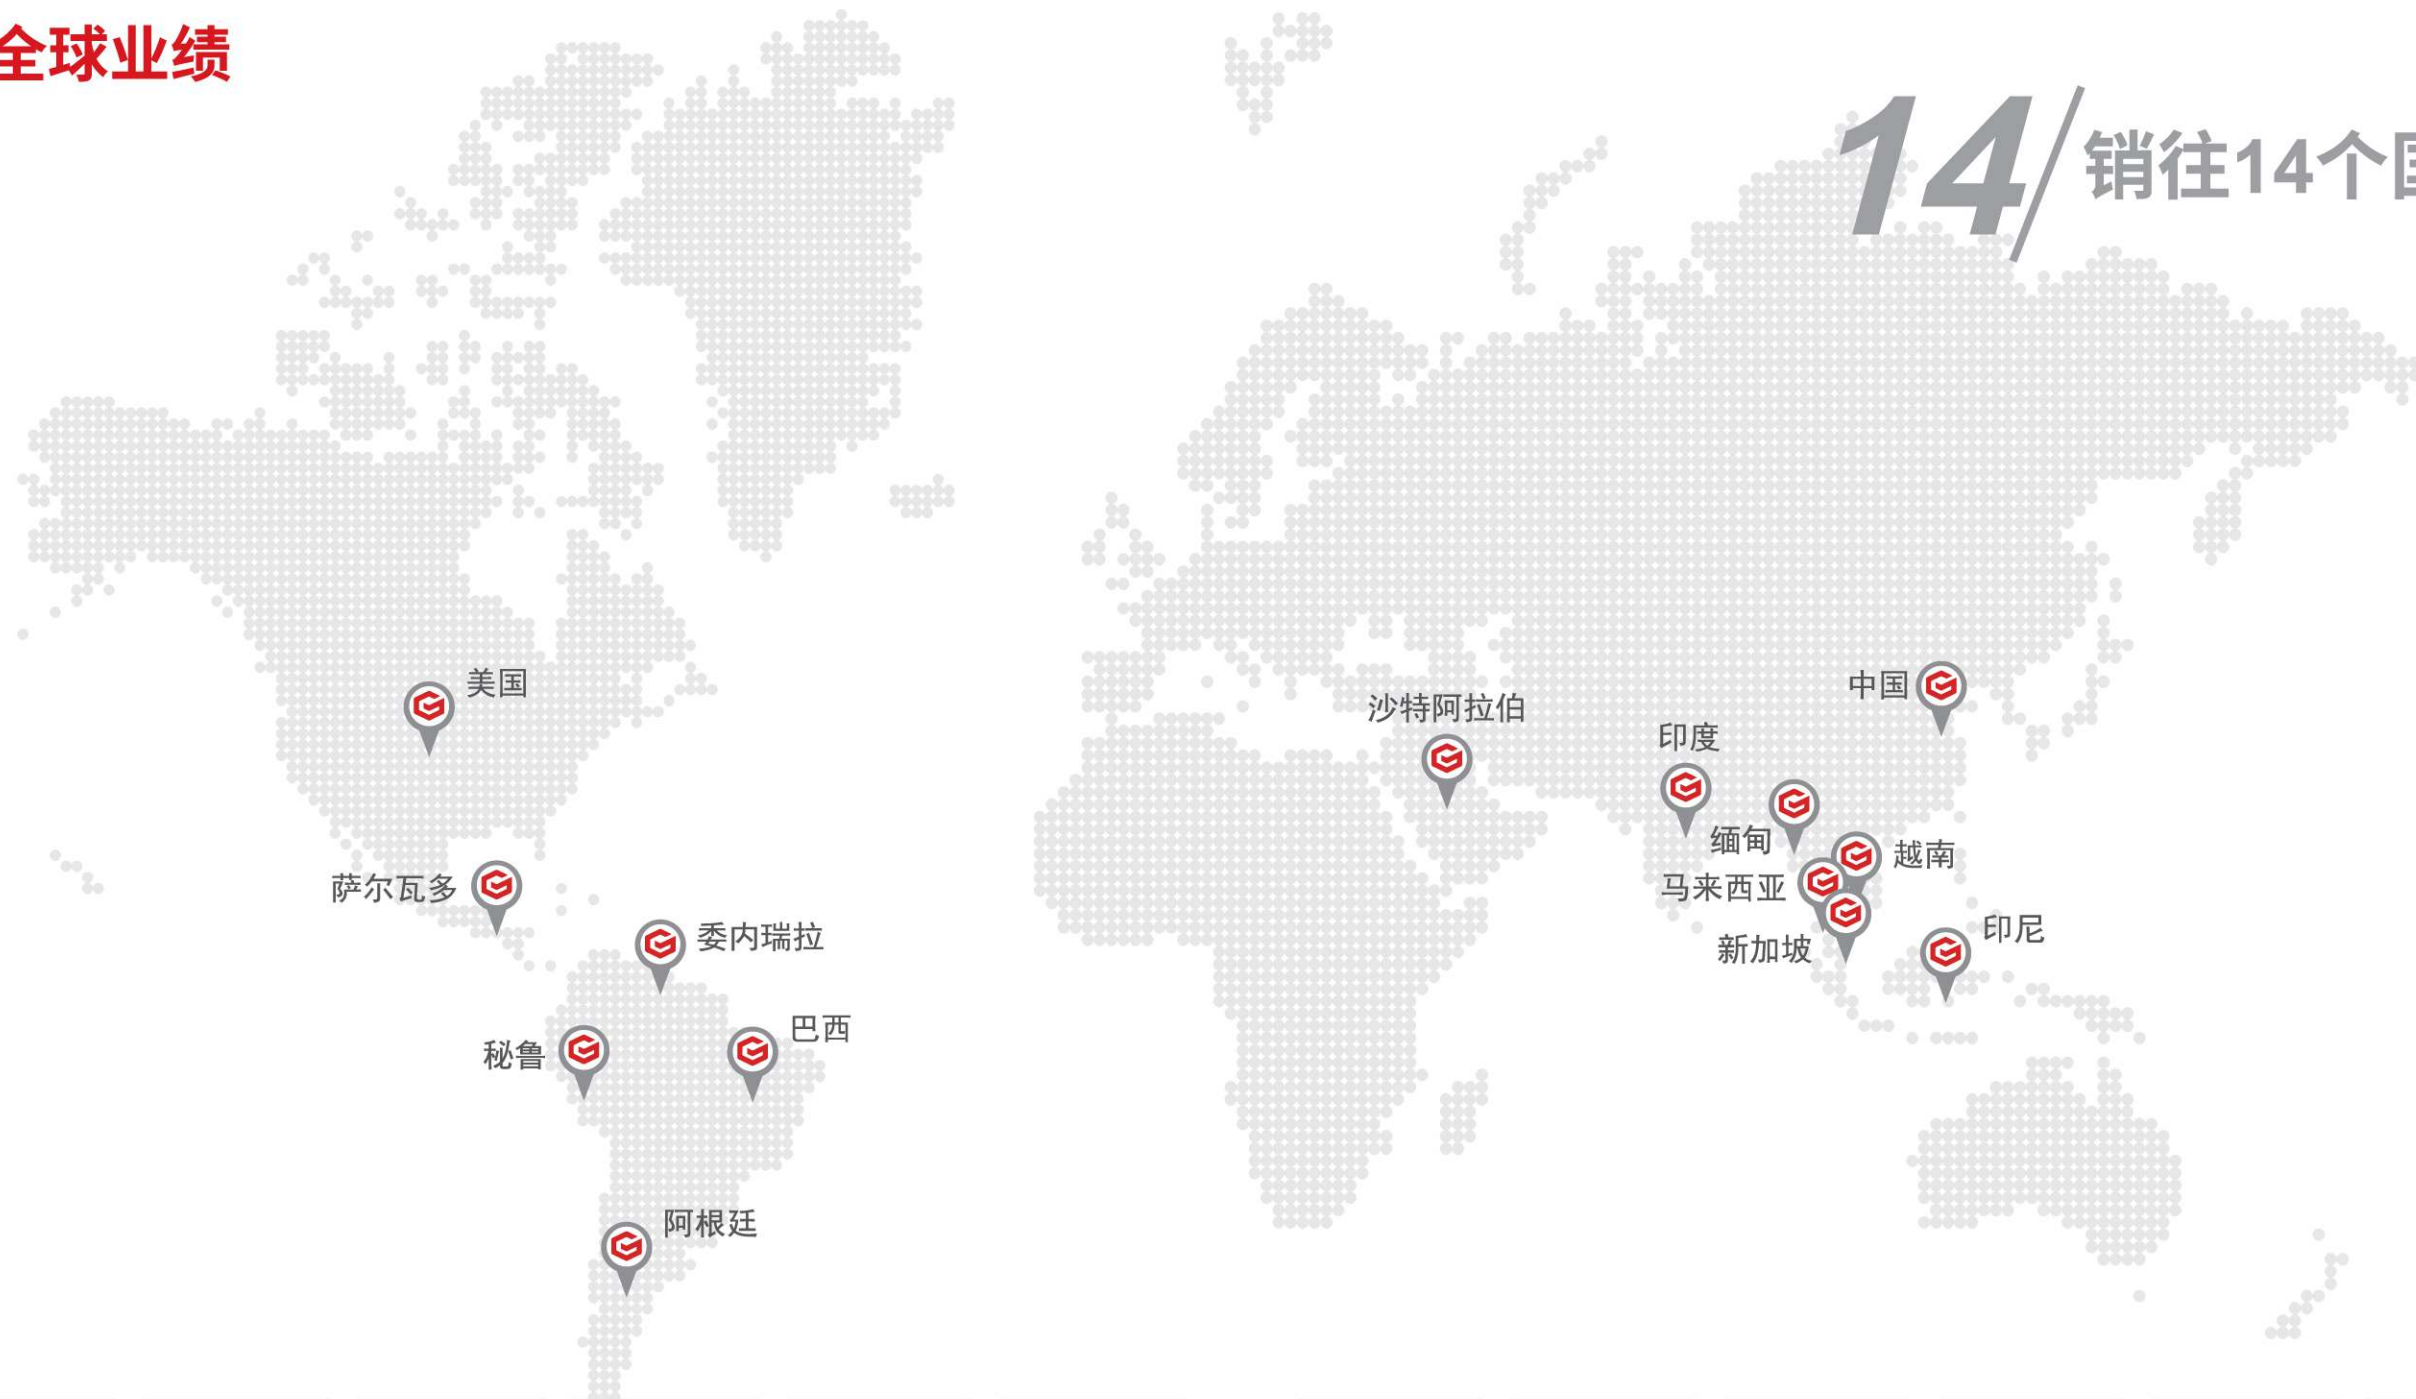 全球业绩
14
销往14个
美国
中国
沙特阿拉伯
印度
缅甸
越南
萨尔瓦多
马来西亚
委内瑞拉
印尼
新加坡
巴西
秘鲁
阿根廷